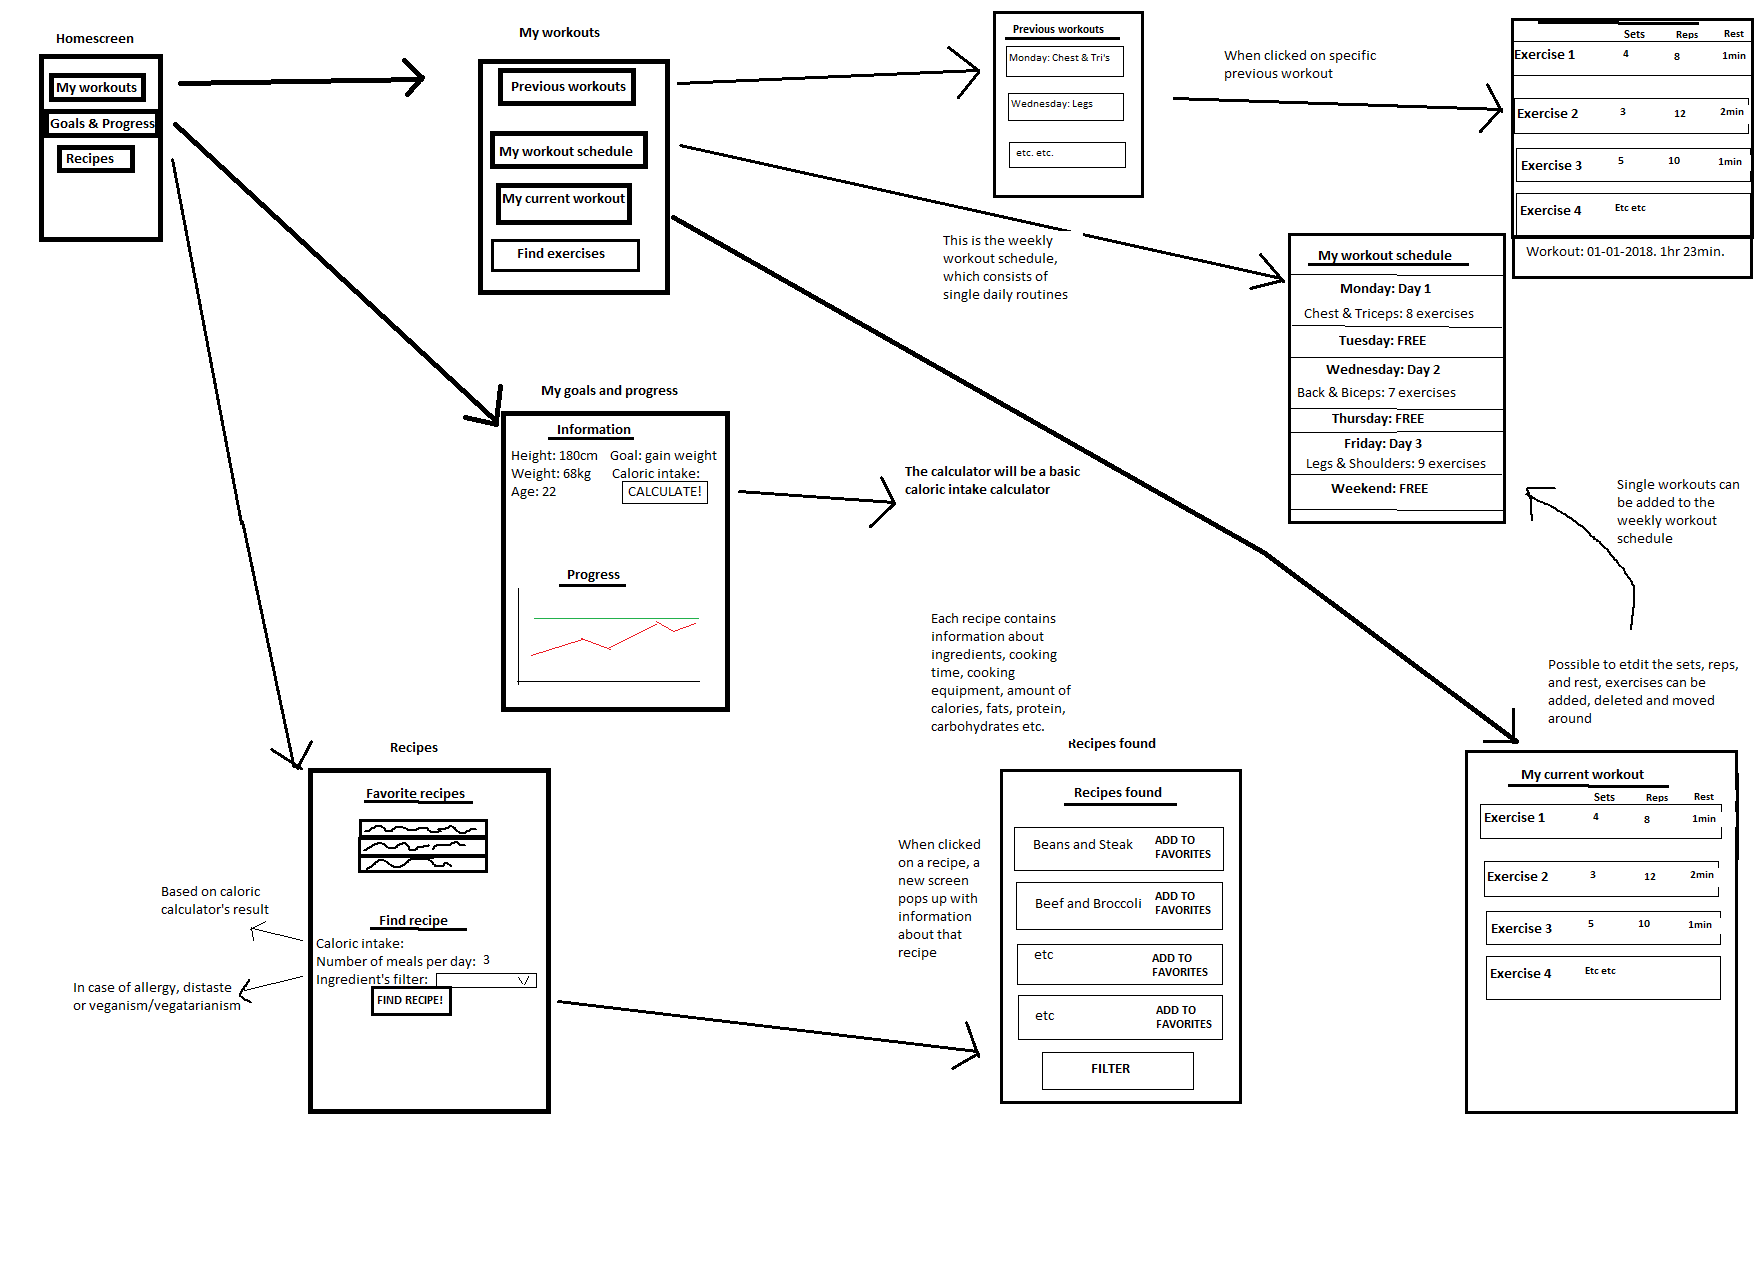 Homescreen
My workouts
Goals & Progress
Recipes
My workouts
Previous workouts
My workout schedule
My current workout
Find exercises
Previous workouts
Monday: Chest & Tri's
Wednesday: Legs
etc. etc.
When clicked on specific
previous workout
Sets Reps Rest
Exercise 1 4 8 1min
Exercise 2 3 12 2min
Exercise 3 5 10 1min
Exercise 4 Etc etc
Workout: 01-01-2018. 1hr 23min.
This is the weekly
workout schedule,
which consists of
single daily routines
My workout schedule
Monday: Day 1
Chest & Triceps: 8 exercises
Tuesday: FREE
Wednesday: Day 2
Back & Biceps: 7 exercises
Thursday: FREE
Friday: Day 3
Legs & Shoulders: 9 exercises
Weekend: FREE
Single workouts can
be added to the
weekly workout
schedule
My goals and progress
Information
Height: 180cm Goal: gain weight
Weight: 68kg Caloric intake:
Age: 22 CALCULATE!
Progress
The calculator will be a basic
caloric intake calculator
Each recipe contains
information about
ingredients, cooking
time, cooking
equipment, amount of
calories, fats, protein,
carbohydrates etc.
Possible to etdit the sets, reps,
and rest, exercises can be
added, deleted and moved
around
Recipes
Favorite recipes
Find recipe
Caloric intake:
Number of meals per day: 3
Ingredient's filter:
FIND RECIPE!
Based on caloric
calculator's result
In case of allergy, distaste
or veganism/vegatarianism
When clicked
on a recipe, a
new screen
pops up with
information
about that
recipe
Recipes found
Recipes found
Beans and Steak ADD TO
FAVORITES
Beef and Broccoli ADD TO
FAVORITES
etc ADD TO
FAVORITES
etc ADD TO
FAVORITES
FILTER
My current workout
Sets Reps Rest
Exercise 1 4 8 1min
Exercise 2 3 12 2min
Exercise 3 5 10 1min
Exercise 4 Etc etc